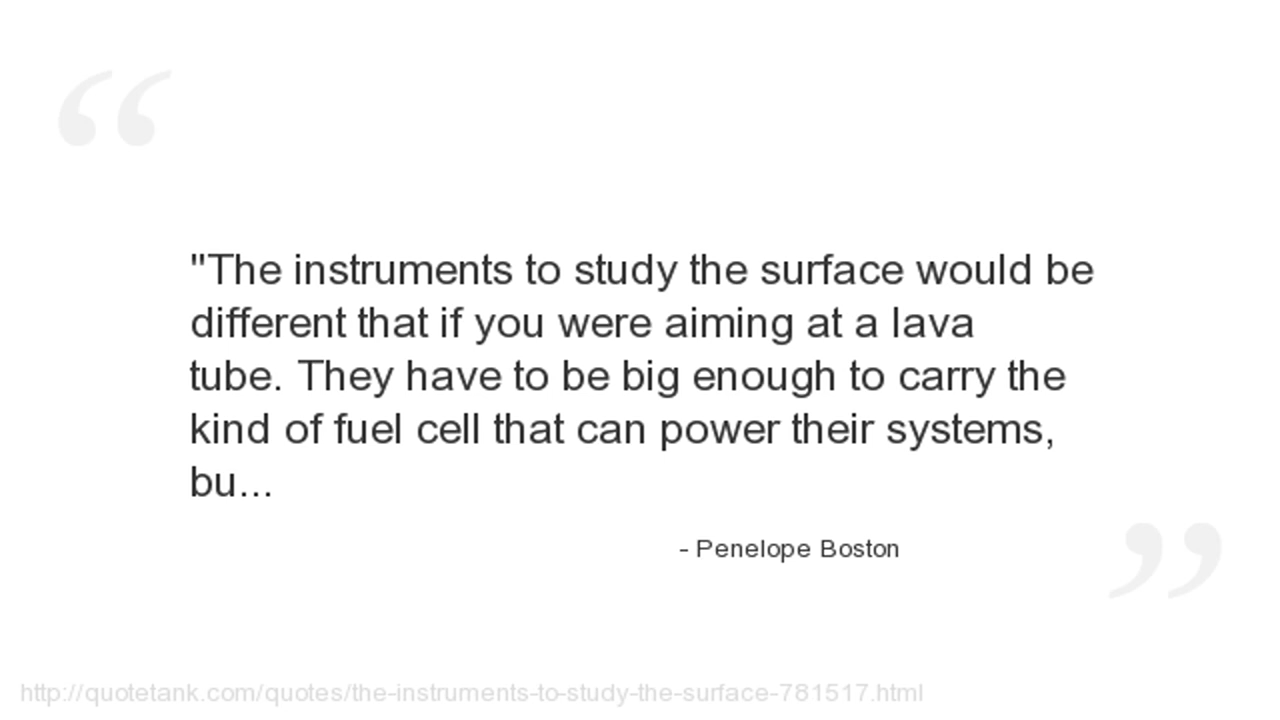 "The instruments to study the surface would be
different that if you were aiming at a lava
tube. They have to be big enough to carry the
kind of fuel cell that can power their systems,
bu...
- Penelope Boston
http://quotetank.com/quotes/the-instruments-to-study-the-surface-781517.html